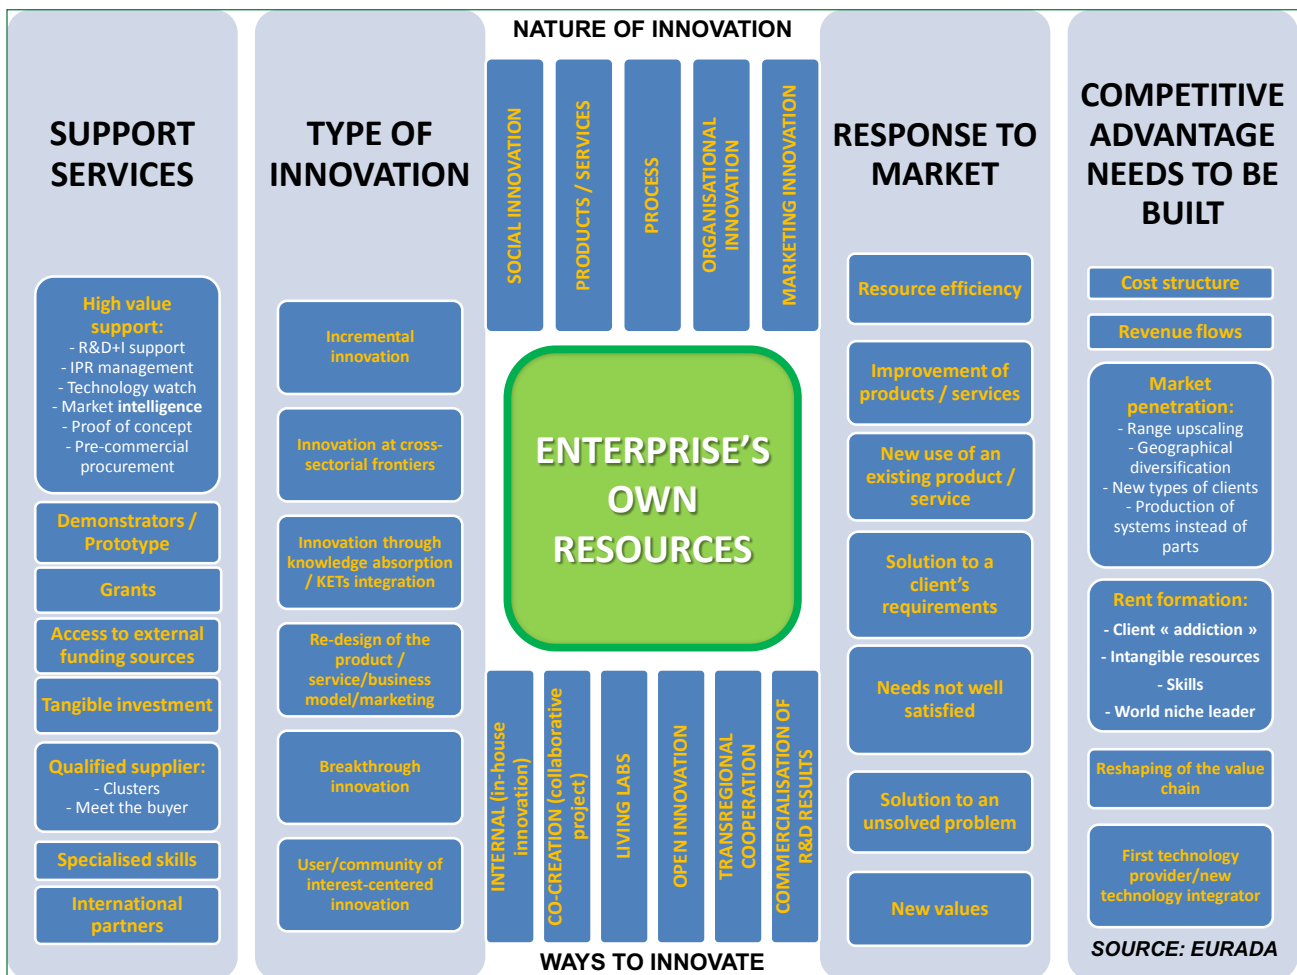 SUPPORT
SERVICES
High value
support:
- R&D+I support
- IPR management
- Technology watch
- Market intelligence
- Proof of concept
- Pre-commercial
procurement
Demonstrators /
Prototype
Grants
Access to external
funding sources
Tangible investment
Qualified supplier:
- Clusters
- Meet the buyer
Specialised skills
International
partners
TYPE OF
INNOVATION
Incremental
innovation
Innovation at cross-
sectorial frontiers
Innovation through
knowledge absorption
/ KETs integration
Re-design of the
product /
service/business
model/marketing
Breakthrough
innovation
User/community of
interest-centered
innovation
NATURE OF INNOVATION
SOCIAL INNOVATION
PRODUCTS / SERVICES
PROCESS
ORGANISATIONAL
INNOVATION
MARKETING INNOVATION
ENTERPRISE’S
OWN
RESOURCES
INTERNAL (in-house
innovation)
CO-CREATION (collaborative
project)
LIVING LABS
OPEN INNOVATION
TRANSREGIONAL
COOPERATION
COMMERCIALISATION OF
R&D RESULTS
WAYS TO INNOVATE
RESPONSE TO
MARKET
Resource efficiency
Improvement of
products / services
New use of an
existing product /
service
Solution to a
client’s
requirements
Needs not well
satisfied
Solution to an
unsolved problem
New values
COMPETITIVE
ADVANTAGE
NEEDS TO BE
BUILT
Cost structure
Revenue flows
Market
penetration:
- Range upscaling
- Geographical
diversification
- New types of clients
- Production of
systems instead of
parts
Rent formation:
- Client « addiction »
- Intangible resources
- Skills
- World niche leader
Reshaping of the value
chain
First technology
provider/new
technology integrator
SOURCE: EURADA